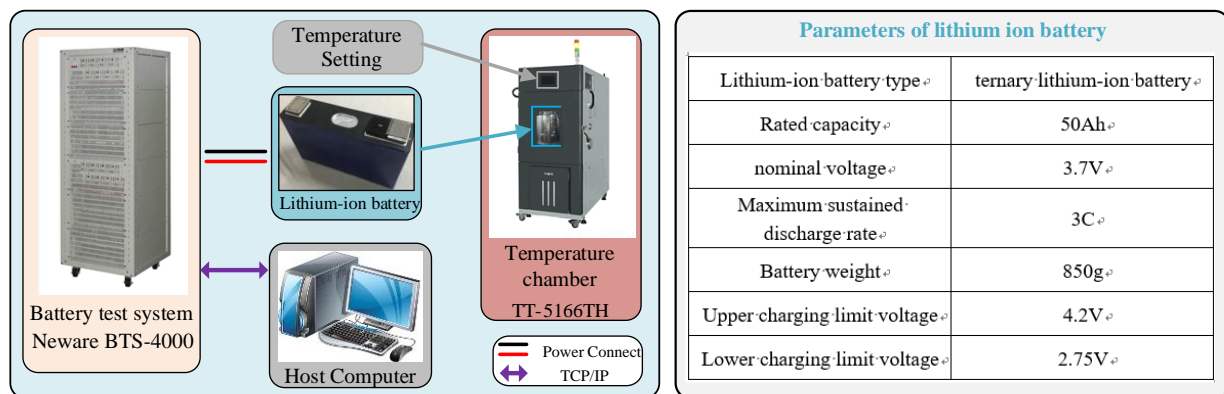 Temperature
Setting
Lithium-ion battery
Battery test system
Neware BTS-4000
Host Computer
Temperature
chamber
TT-5166TH
Power Connect
TCP/IP
Parameters of lithium ion battery
Lithium-ion battery type ternary lithium-ion battery
Rated capacity 50Ah
nominal voltage 3.7V
Maximum sustained
discharge rate 3C
Battery weight 850g
Upper charging limit voltage 4.2V
Lower charging limit voltage 2.75V